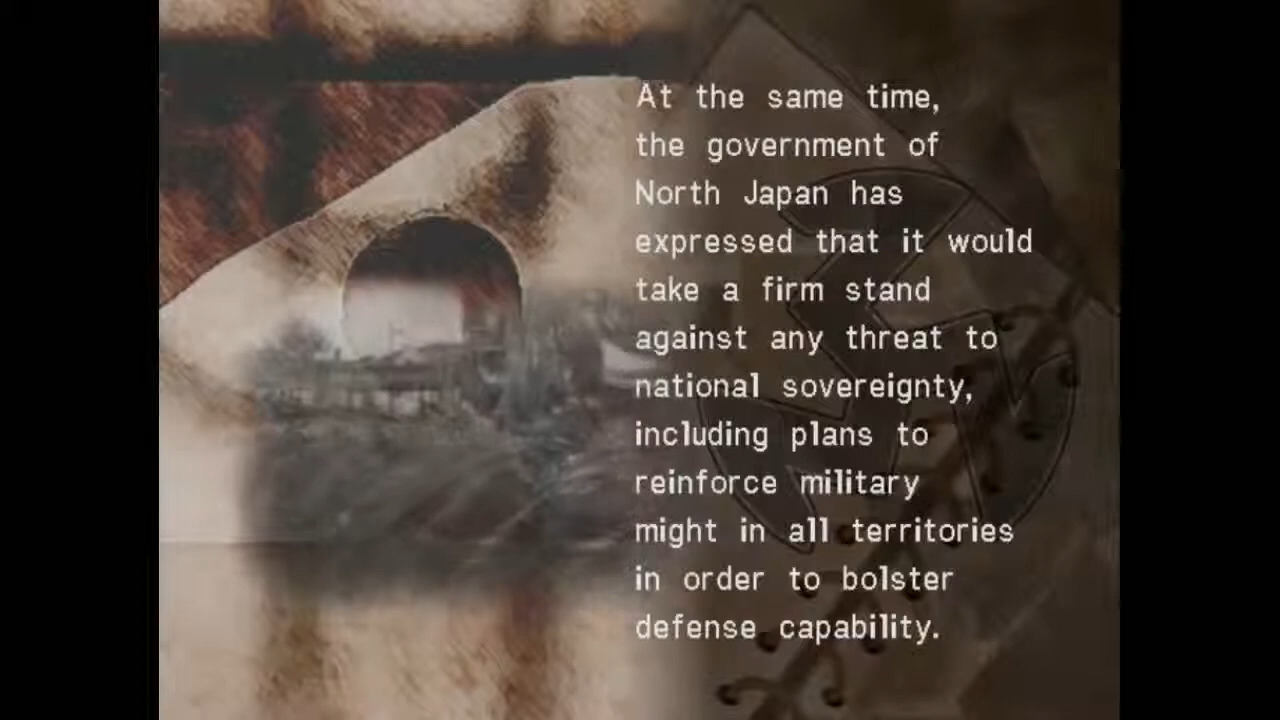 At the same time,
the government of
North Japan has
expressed that it would
take a firm stand
against any threat to
national sovereignty,
including plans to
reinforce military
might in all territories
in order to bolster
defense capability.